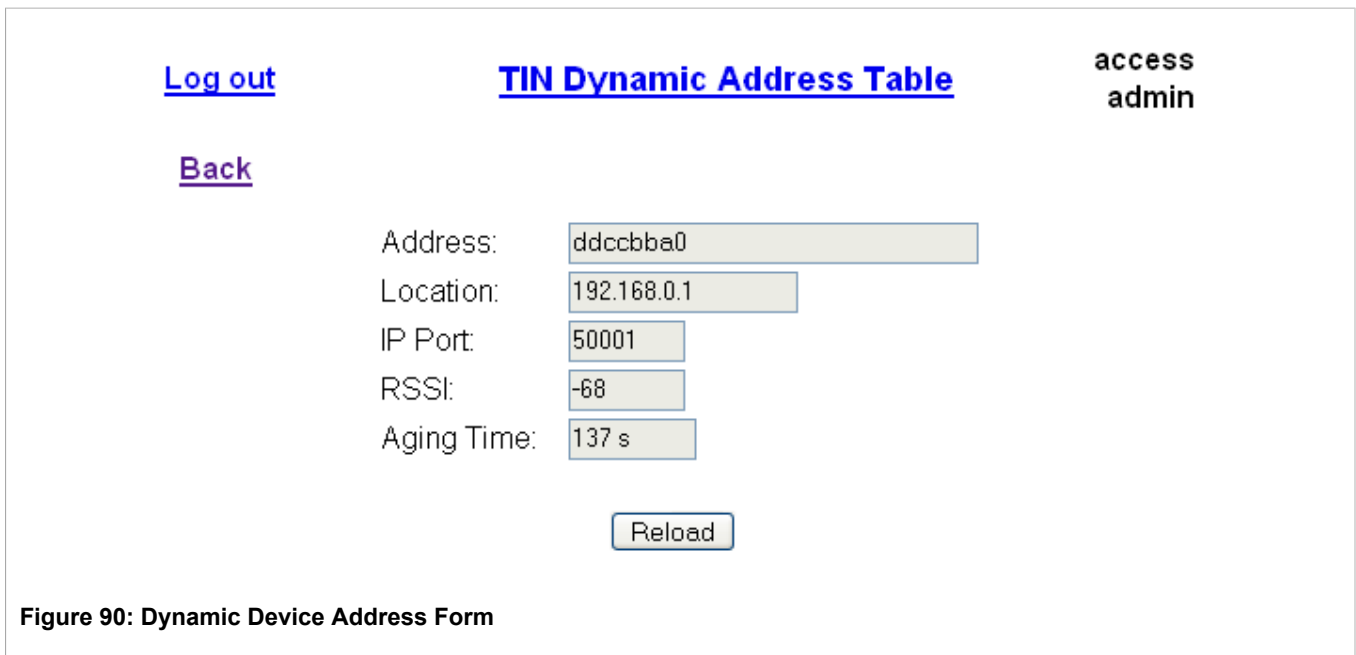 Log out TIN Dynamic Address Table access
admin
Back
Address: ddccbba0
Location: 192.168.0.1
IP Port: 50001
RSSI: -68
Aging Time: 137 s
Reload
Figure 90: Dynamic Device Address Form